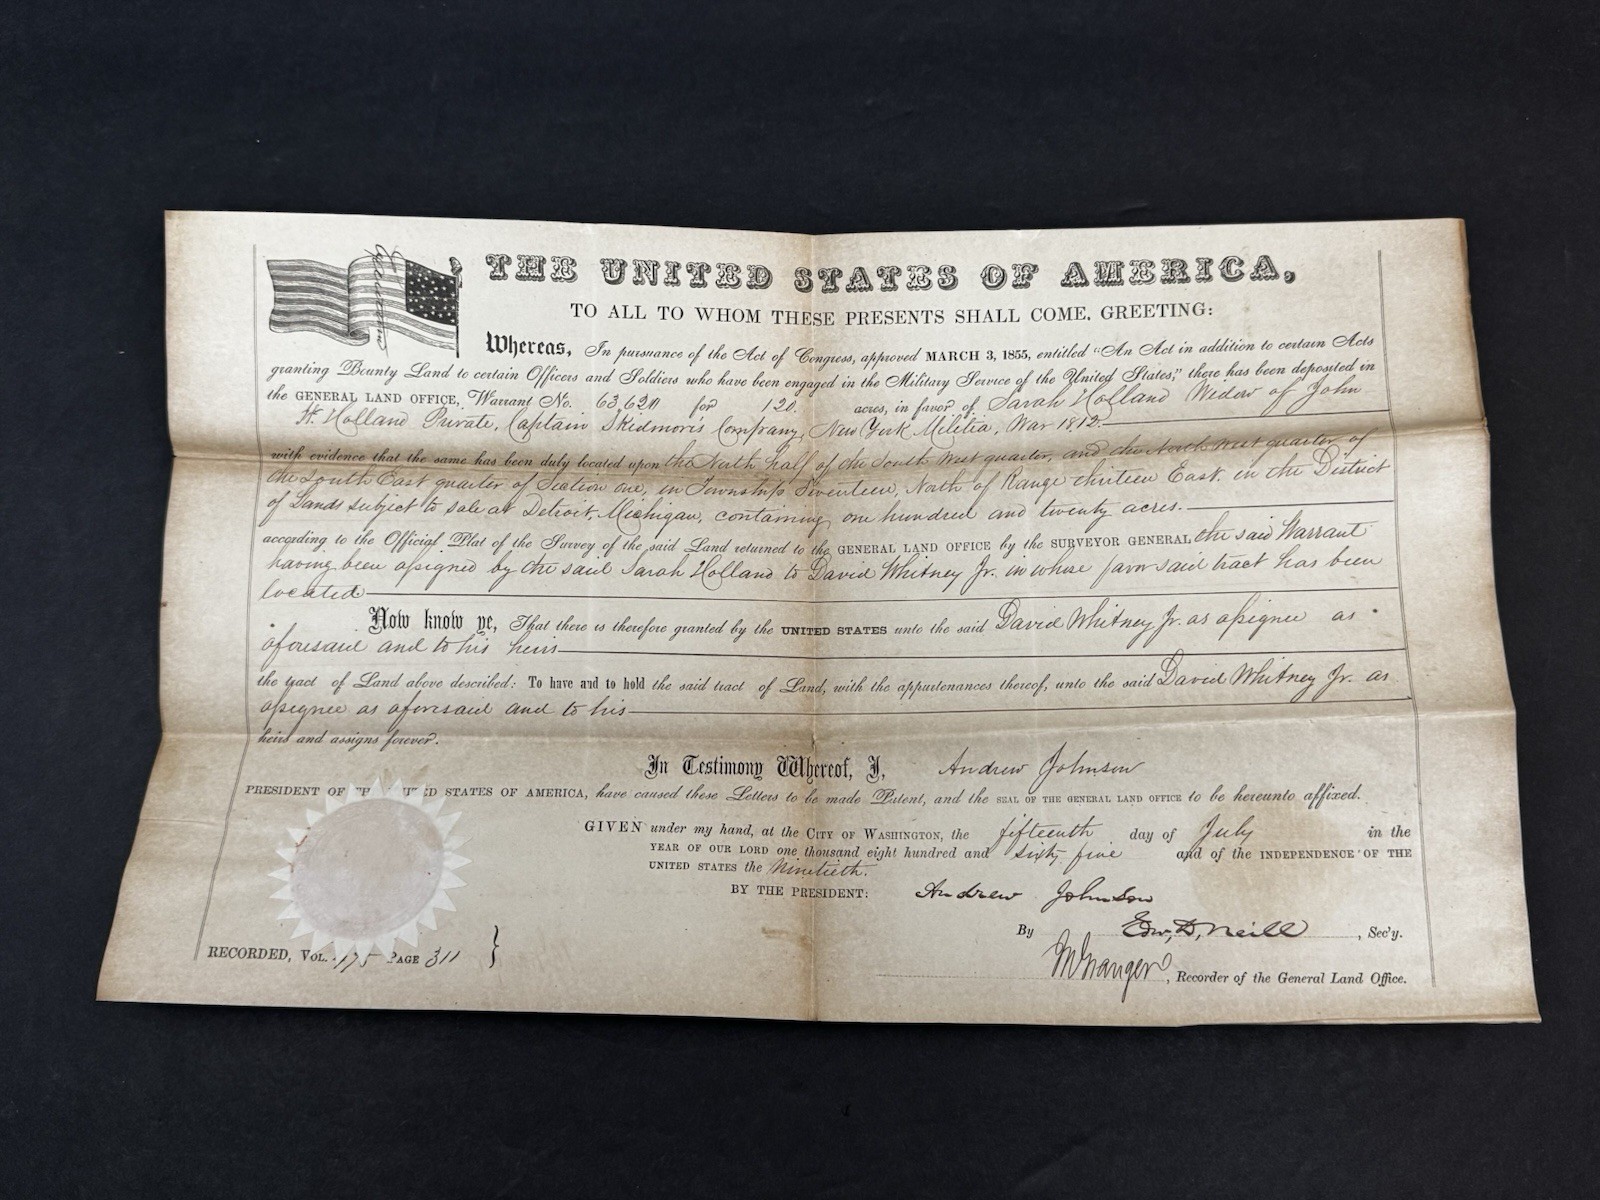 THE UNITED STATES OF AMERICA,
TO ALL TO WHOM THESE PRESENTS SHALL COME, GREETING:
Whereas, In pursuance of the Act of Congress, approved MARCH 3, 1855, entitled "An Act in addition to certain Acts
granting Bounty Land to certain Officers and Soldiers who have been engaged in the Military Service of the United States," there has been deposited in
the GENERAL LAND OFFICE, Warrant No. for 120 acres, in favor of Sarah Holland Widow of John
H. Holland Private, Captain Skidmore's Company, New York Militia, War 1812.
with evidence that the same has been duly located upon the North half of the South West quarter, and the North West quarter of
the South East quarter of Section one, in Township Seventeen, North of Range thirteen East, in the District
of Lands subject to sale at Detroit, Michigan, containing one hundred and twenty acres.
according to the Official Plat of the Survey of the said Land returned to the GENERAL LAND OFFICE by the SURVEYOR GENERAL the said Warrant
having been assigned by the said Sarah Holland to David Whitney Jr. in whose favor said tract has been
located
Now know ye, That there is therefore granted by the UNITED STATES unto the said David Whitney Jr. as assignee as
aforesaid and to his heirs
the tract of Land above described: To have and to hold the said tract of Land, with the appurtenances thereof, unto the said David Whitney Jr. as
assignee as aforesaid and to his
heirs and assigns forever.
In Testimony Whereof, I, Andrew Johnson
PRESIDENT OF THE UNITED STATES OF AMERICA, have caused these Letters to be made Patent, and the SEAL OF THE GENERAL LAND OFFICE to be hereunto affixed.
GIVEN under my hand, at the CITY OF WASHINGTON, the fifteenth day of July in the
YEAR OF OUR LORD one thousand eight hundred and sixty five and of the INDEPENDENCE OF THE
UNITED STATES the Ninetieth.
BY THE PRESIDENT: Andrew Johnson
By Edw, D, Neill, Sec'y.
RECORDED, VOL. 175 PAGE 311
Granger, Recorder of the General Land Office.